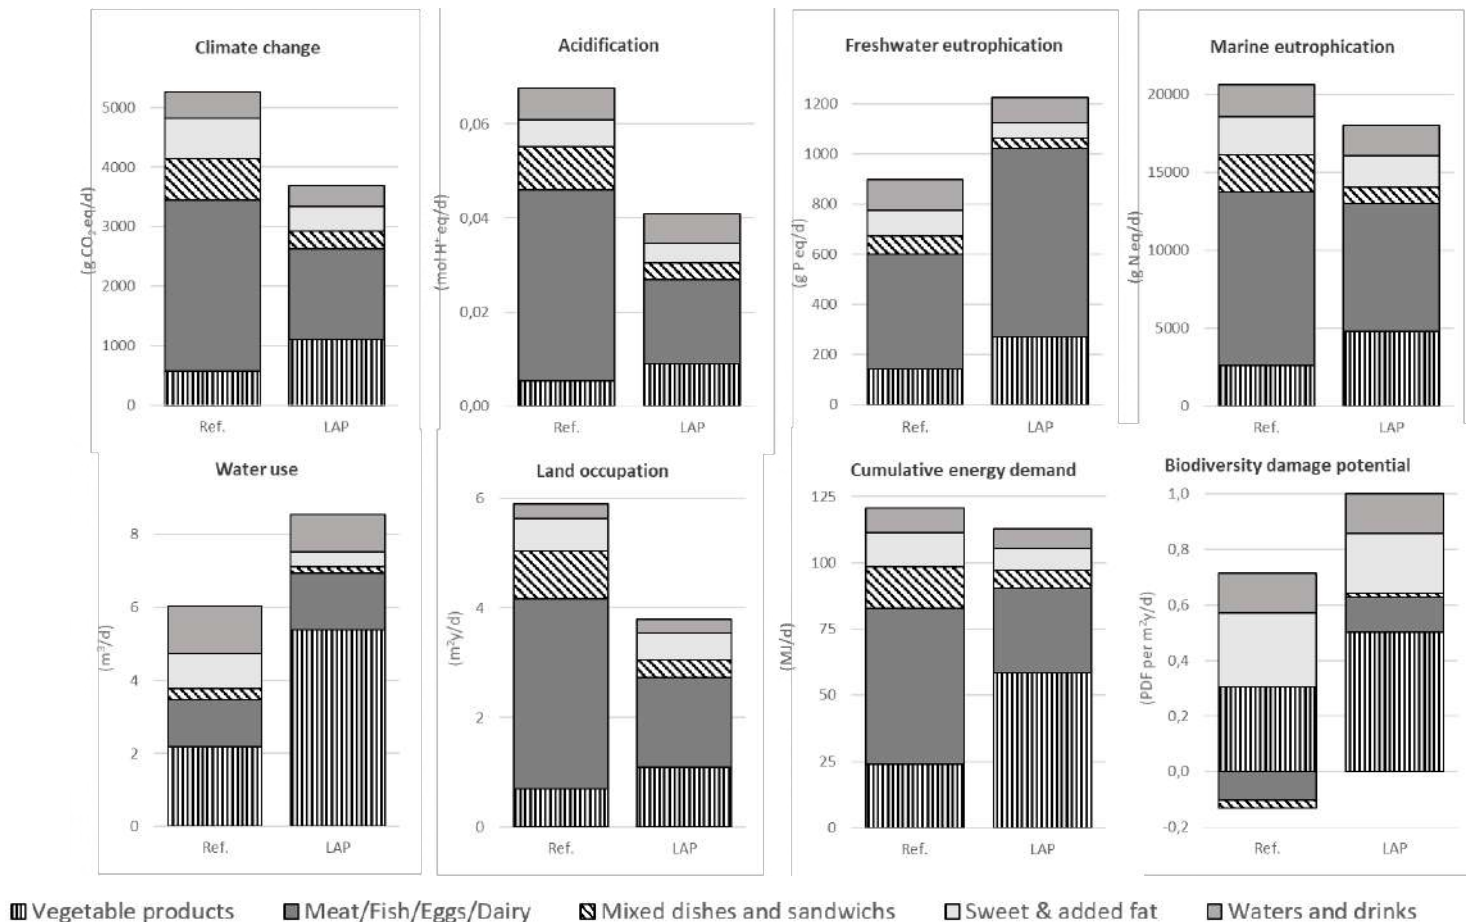 Climate change
(g CO₂ eq/d)
5000
4000
3000
2000
1000
0
Ref.
LAP
Acidification
(mol H⁺ eq/d)
0,06
0,04
0,02
0,00
Ref.
LAP
Freshwater eutrophication
(g P eq/d)
1200
1000
800
600
400
200
0
Ref.
LAP
Marine eutrophication
(g N eq/d)
20000
15000
10000
5000
0
Ref.
LAP
Water use
(m³/d)
8
6
4
2
0
Ref.
LAP
Land occupation
(m²y/d)
6
4
2
0
Ref.
LAP
Cumulative energy demand
(MJ/d)
125
100
75
50
25
0
Ref.
LAP
Biodiversity damage potential
(PDF per m²y/d)
1,0
0,8
0,6
0,4
0,2
0,0
-0,2
Ref.
LAP
Vegetable products
Meat/Fish/Eggs/Dairy
Mixed dishes and sandwichs
Sweet & added fat
Waters and drinks